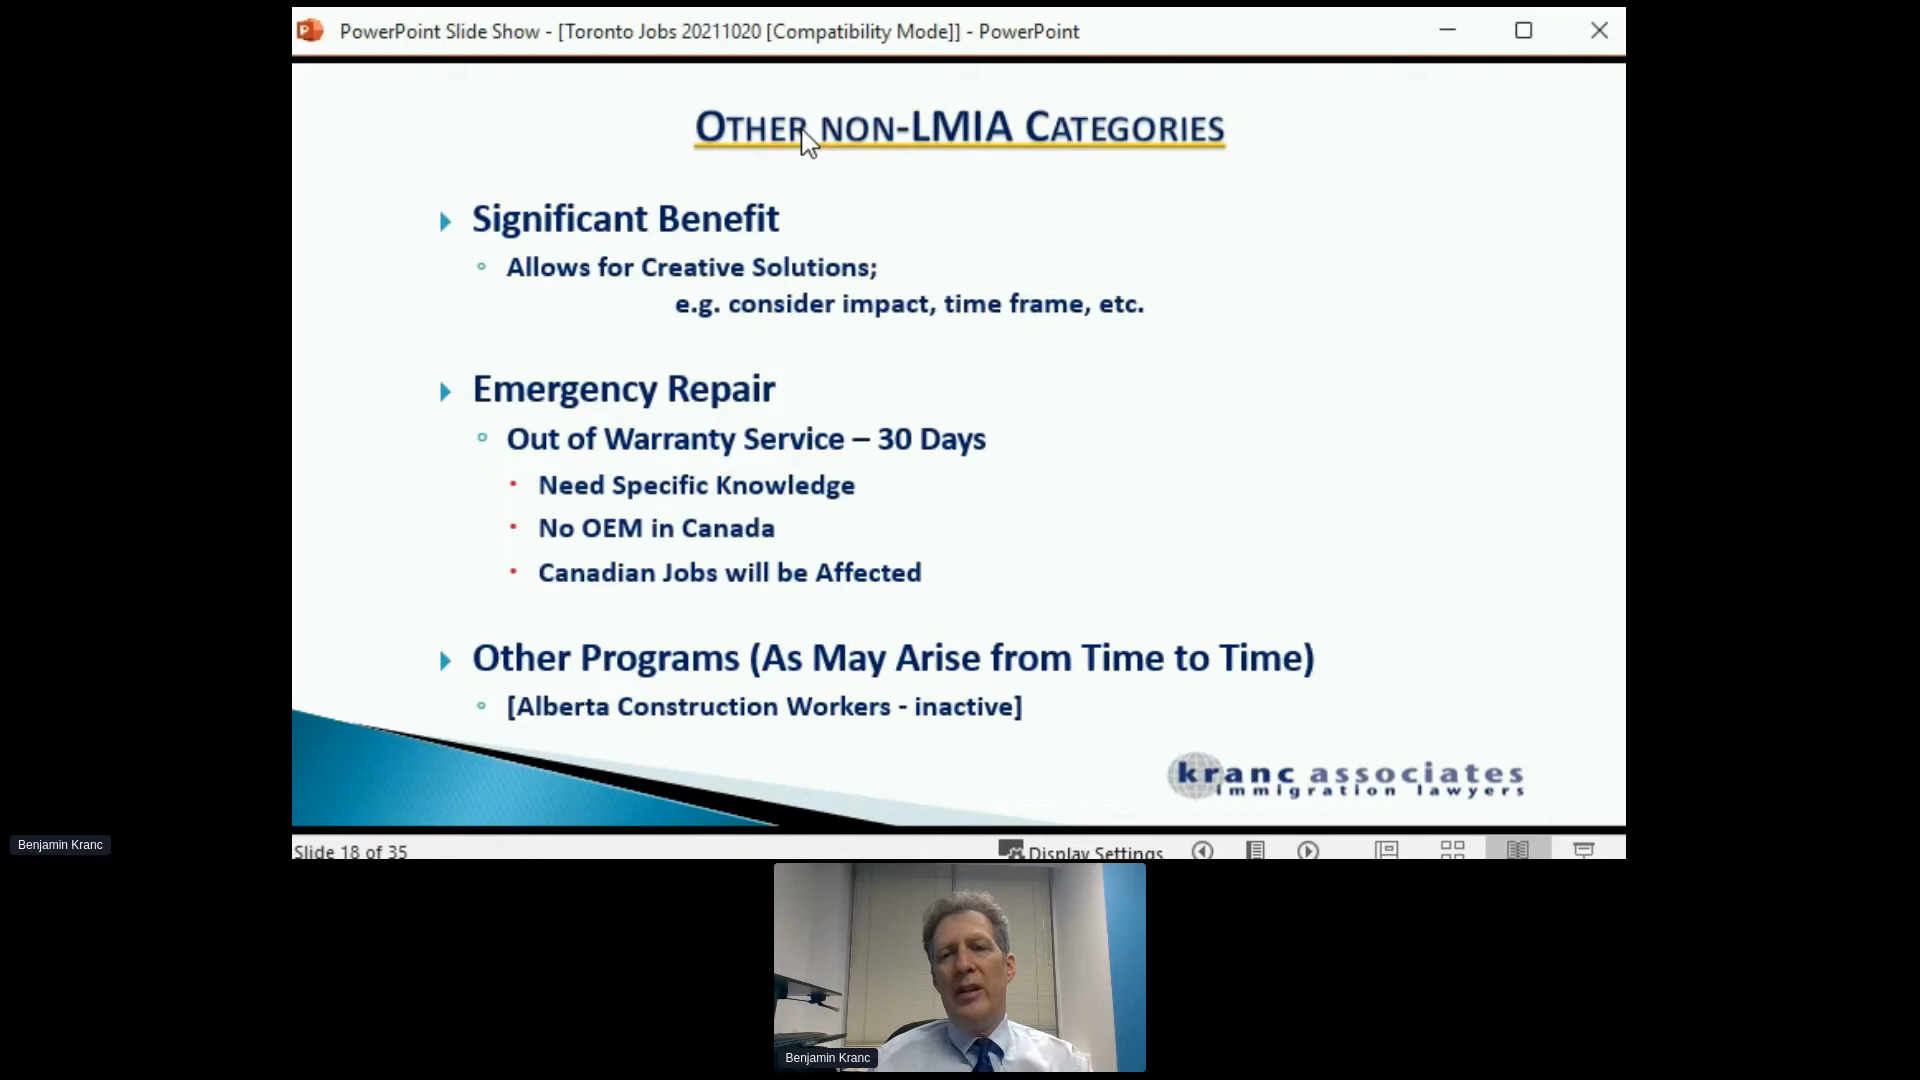 PowerPoint Slide Show - [Toronto Jobs 20211020 [Compatibility Mode]] - PowerPoint
OTHER NON-LMIA CATEGORIES
Significant Benefit
Allows for Creative Solutions;
e.g. consider impact, time frame, etc.
Emergency Repair
Out of Warranty Service – 30 Days
Need Specific Knowledge
No OEM in Canada
Canadian Jobs will be Affected
Other Programs (As May Arise from Time to Time)
[Alberta Construction Workers - inactive]
kranc associates
immigration lawyers
Slide 18 of 35
Display Settings
Benjamin Kranc
Benjamin Kranc